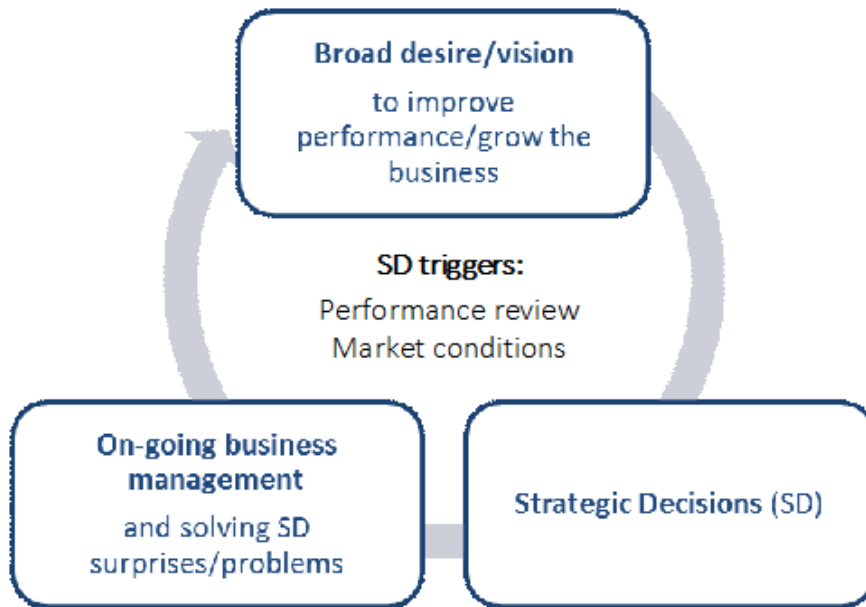 Broad desire/vision
to improve
performance/grow the
business
SD triggers:
Performance review
Market conditions
On-going business
management
and solving SD
surprises/problems
Strategic Decisions (SD)